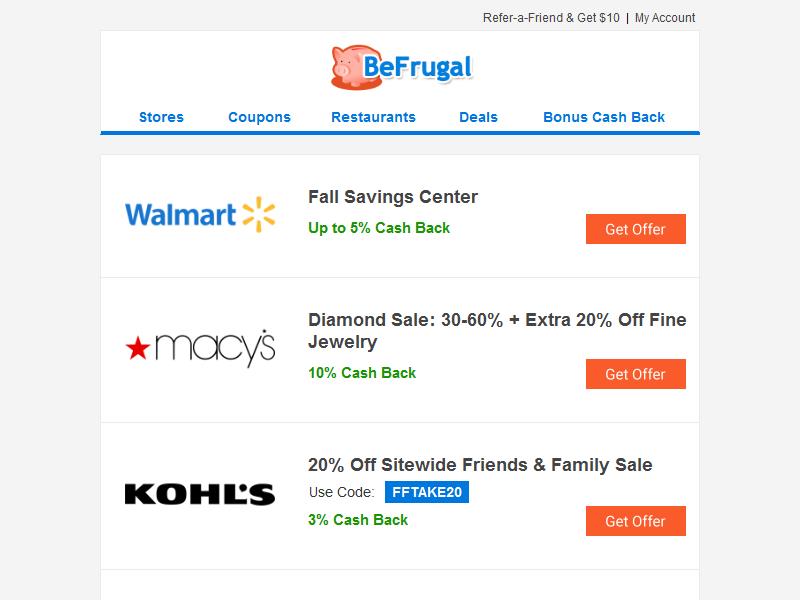 Refer-a-Friend & Get $10 | My Account
BeFrugal
Stores Coupons Restaurants Deals Bonus Cash Back
Walmart
Fall Savings Center
Up to 5% Cash Back
Get Offer
macy's
Diamond Sale: 30-60% + Extra 20% Off Fine
Jewelry
10% Cash Back
Get Offer
KOHL'S
20% Off Sitewide Friends & Family Sale
Use Code: FFTAKE20
3% Cash Back
Get Offer